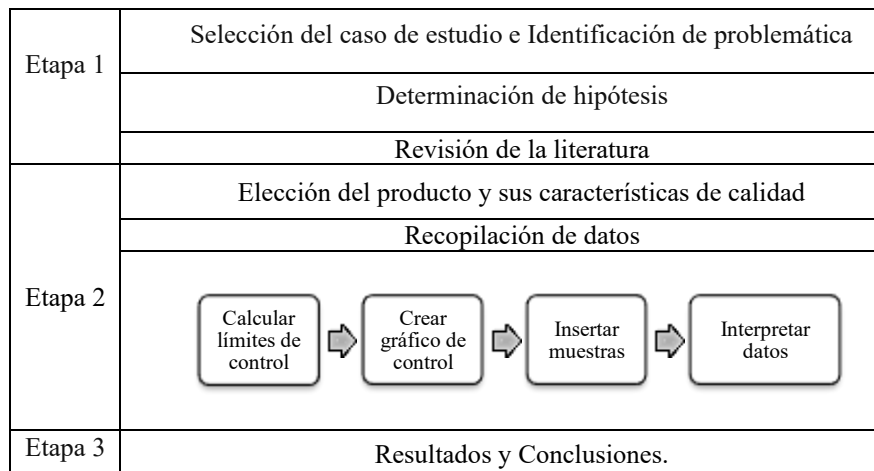 Etapa 1
Selección del caso de estudio e Identificación de problemática
Determinación de hipótesis
Revisión de la literatura
Etapa 2
Elección del producto y sus características de calidad
Recopilación de datos
Calcular
límites de
control
Crear
gráfico de
control
Insertar
muestras
Interpretar
datos
Etapa 3
Resultados y Conclusiones.